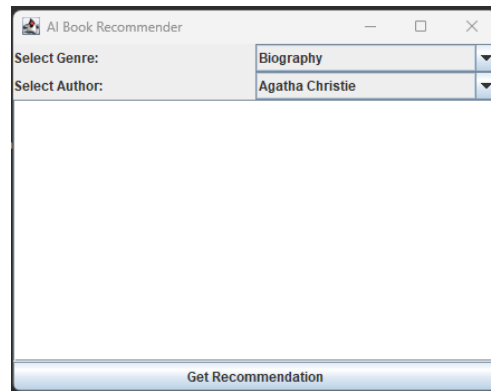 AI Book Recommender
Select Genre: Biography
Select Author: Agatha Christie
Get Recommendation